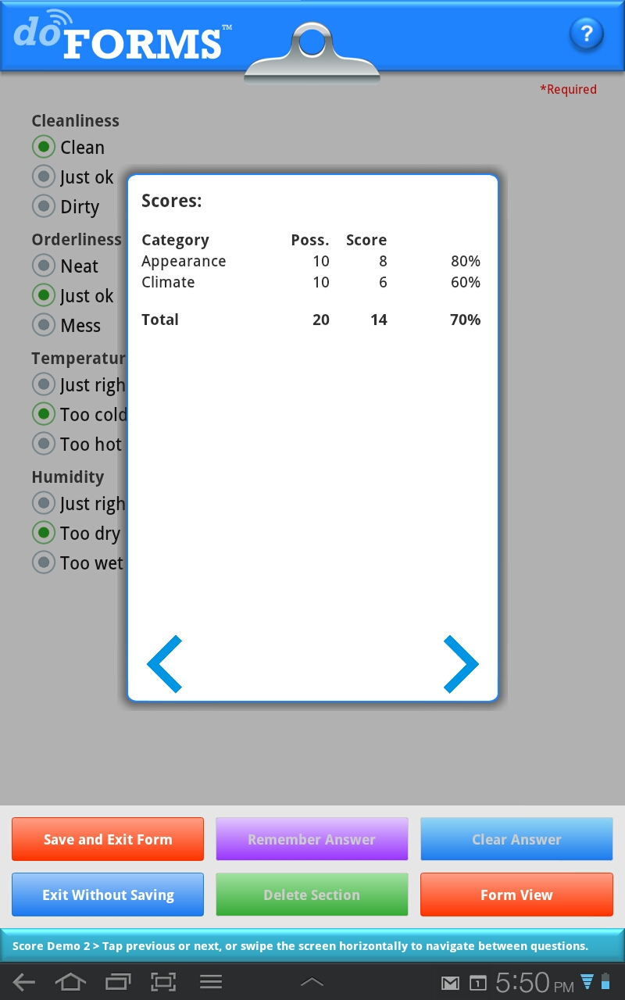 doFORMS™
?
*Required
Cleanliness
Clean
Just ok
Dirty
Orderliness
Neat
Just ok
Mess
Temperatur
Just righ
Too cold
Too hot
Humidity
Just righ
Too dry
Too wet
Scores:
Category Poss. Score
Appearance 10 8 80%
Climate 10 6 60%
Total 20 14 70%
Save and Exit Form Remember Answer Clear Answer
Exit Without Saving Delete Section Form View
Score Demo 2 > Tap previous or next, or swipe the screen horizontally to navigate between questions.
1 5:50 PM